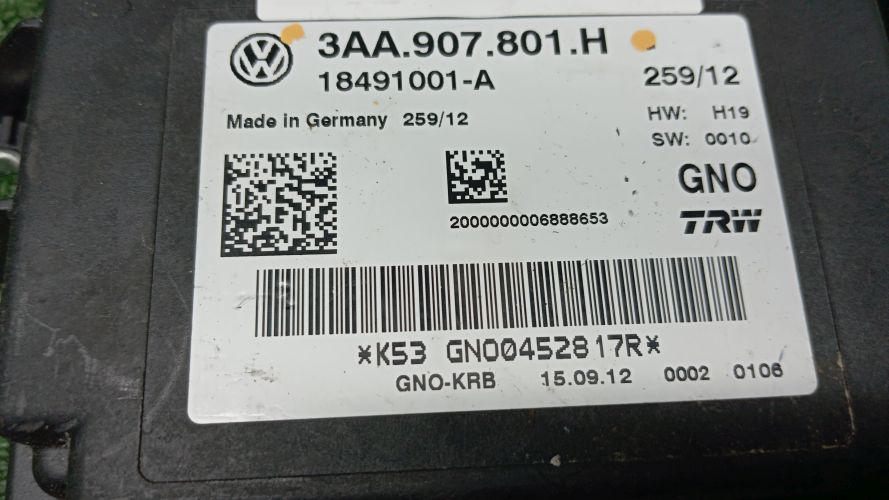 3AA.907.801.H
18491001-A
259/12
Made in Germany 259/12
HW: H19
SW: 0010
GNO
2000000006888653
TRW
*K53 GNO0452817R*
GNO-KRB 15.09.12 0002 0106